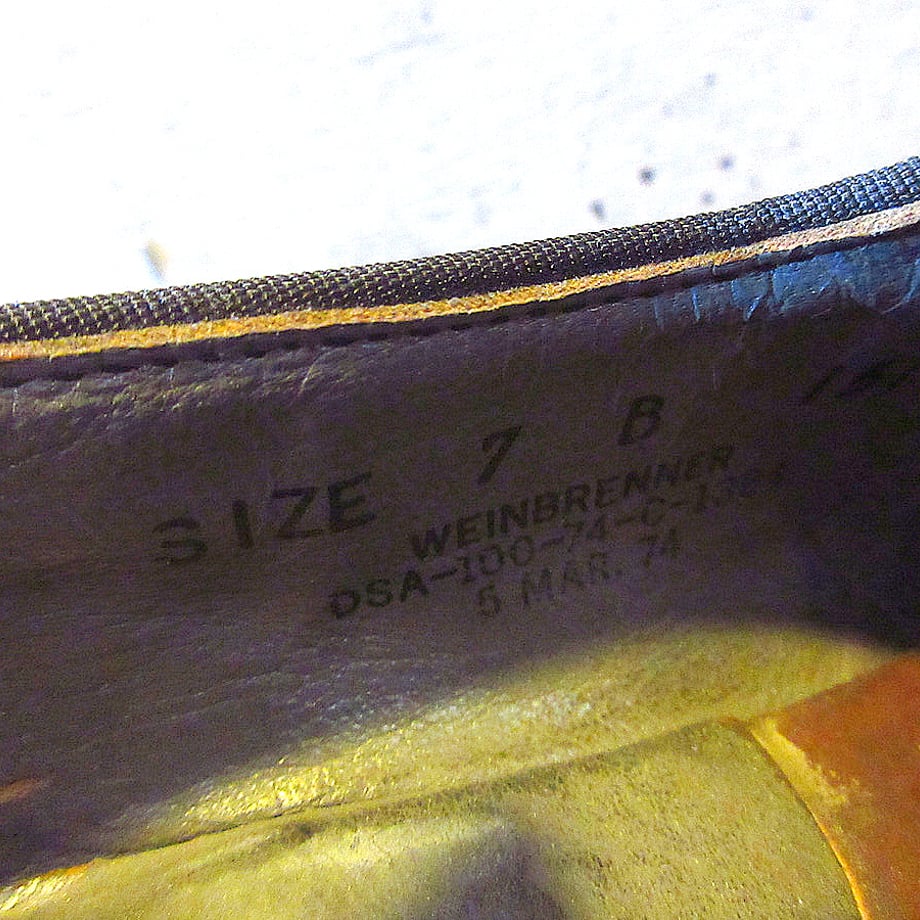 SIZE 7 B
WEINBRENNER
DSA-100-74-C-
5 MAR. 74